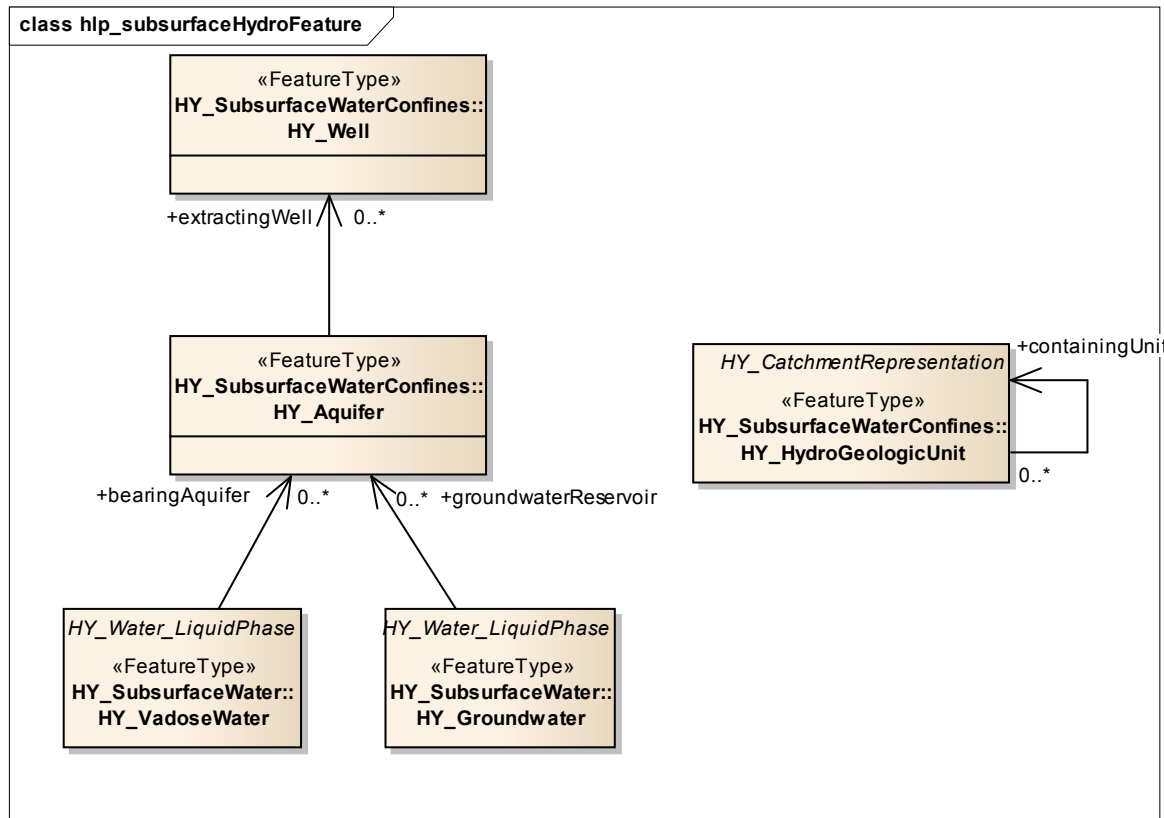 class hlp_subsurfaceHydroFeature
«FeatureType»
HY_SubsurfaceWaterConfines::
HY_Well
+extractingWell 0..*
«FeatureType»
HY_SubsurfaceWaterConfines::
HY_Aquifer
+bearingAquifer 0..* 0..* +groundwaterReservoir
HY_Water_LiquidPhase
«FeatureType»
HY_SubsurfaceWater::
HY_VadoseWater
HY_Water_LiquidPhase
«FeatureType»
HY_SubsurfaceWater::
HY_Groundwater
+containingUnit
HY_CatchmentRepresentation
«FeatureType»
HY_SubsurfaceWaterConfines::
HY_HydroGeologicUnit
0..*